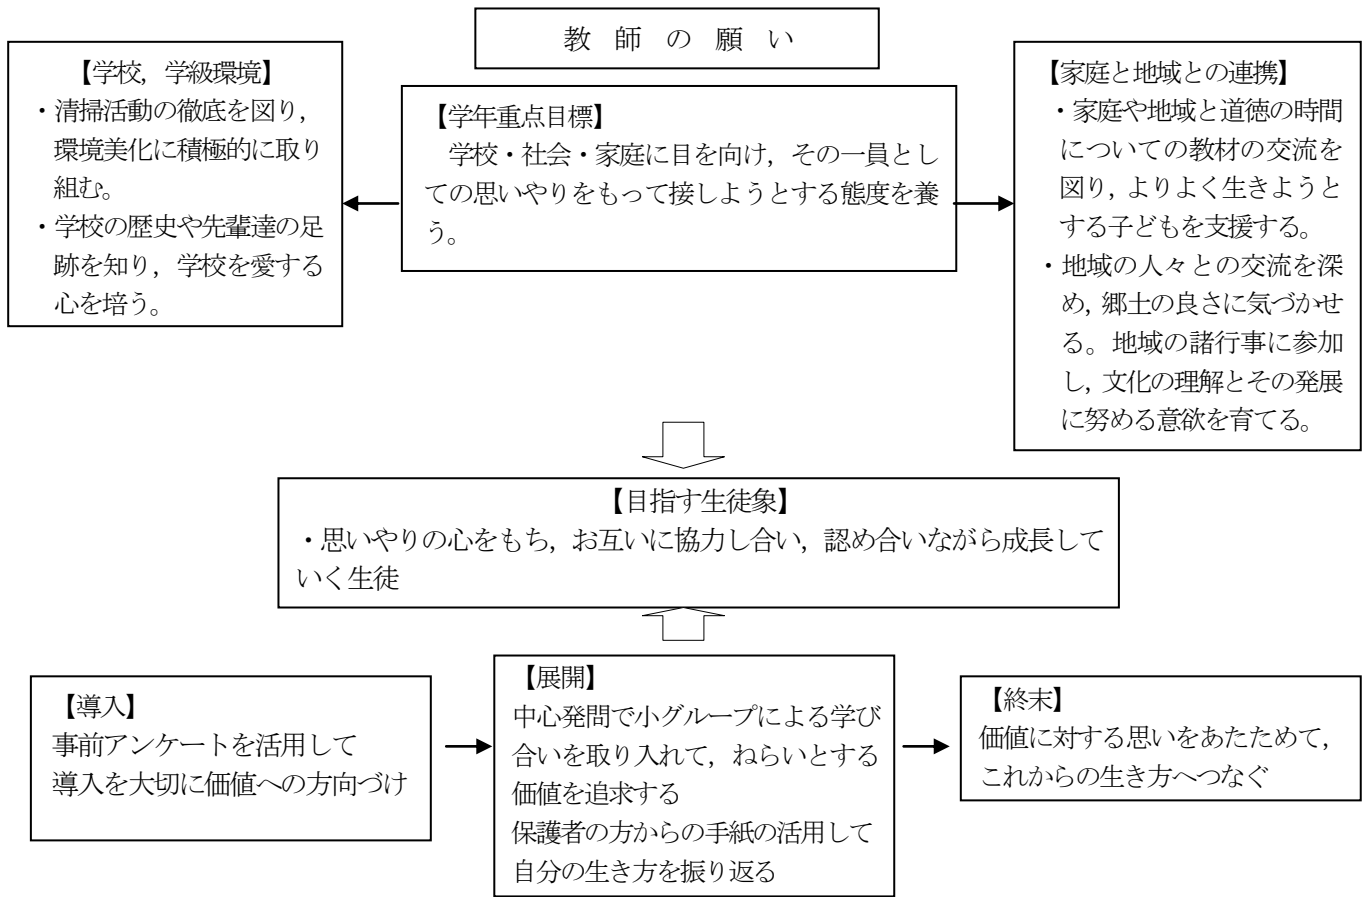 教 師 の 願 い
【学校，学級環境】
・清掃活動の徹底を図り，
環境美化に積極的に取り
組む。
・学校の歴史や先輩達の足
跡を知り，学校を愛する
心を培う。
【学年重点目標】
学校・社会・家庭に目を向け，その一員とし
ての思いやりをもって接しようとする態度を養
う。
【家庭と地域との連携】
・家庭や地域と道徳の時間
についての教材の交流を
図り，よりよく生きようと
する子どもを支援する。
・地域の人々との交流を深
め，郷土の良さに気づかせ
る。地域の諸行事に参加
し，文化の理解とその発展
に努める意欲を育てる。
【目指す生徒象】
・思いやりの心をもち，お互いに協力し合い，認め合いながら成長して
いく生徒
【導入】
事前アンケートを活用して
導入を大切に価値への方向づけ
【展開】
中心発問で小グループによる学び
合いを取り入れて，ねらいとする
価値を追求する
保護者の方からの手紙の活用して
自分の生き方を振り返る
【終末】
価値に対する思いをあたためて，
これからの生き方へつなぐ